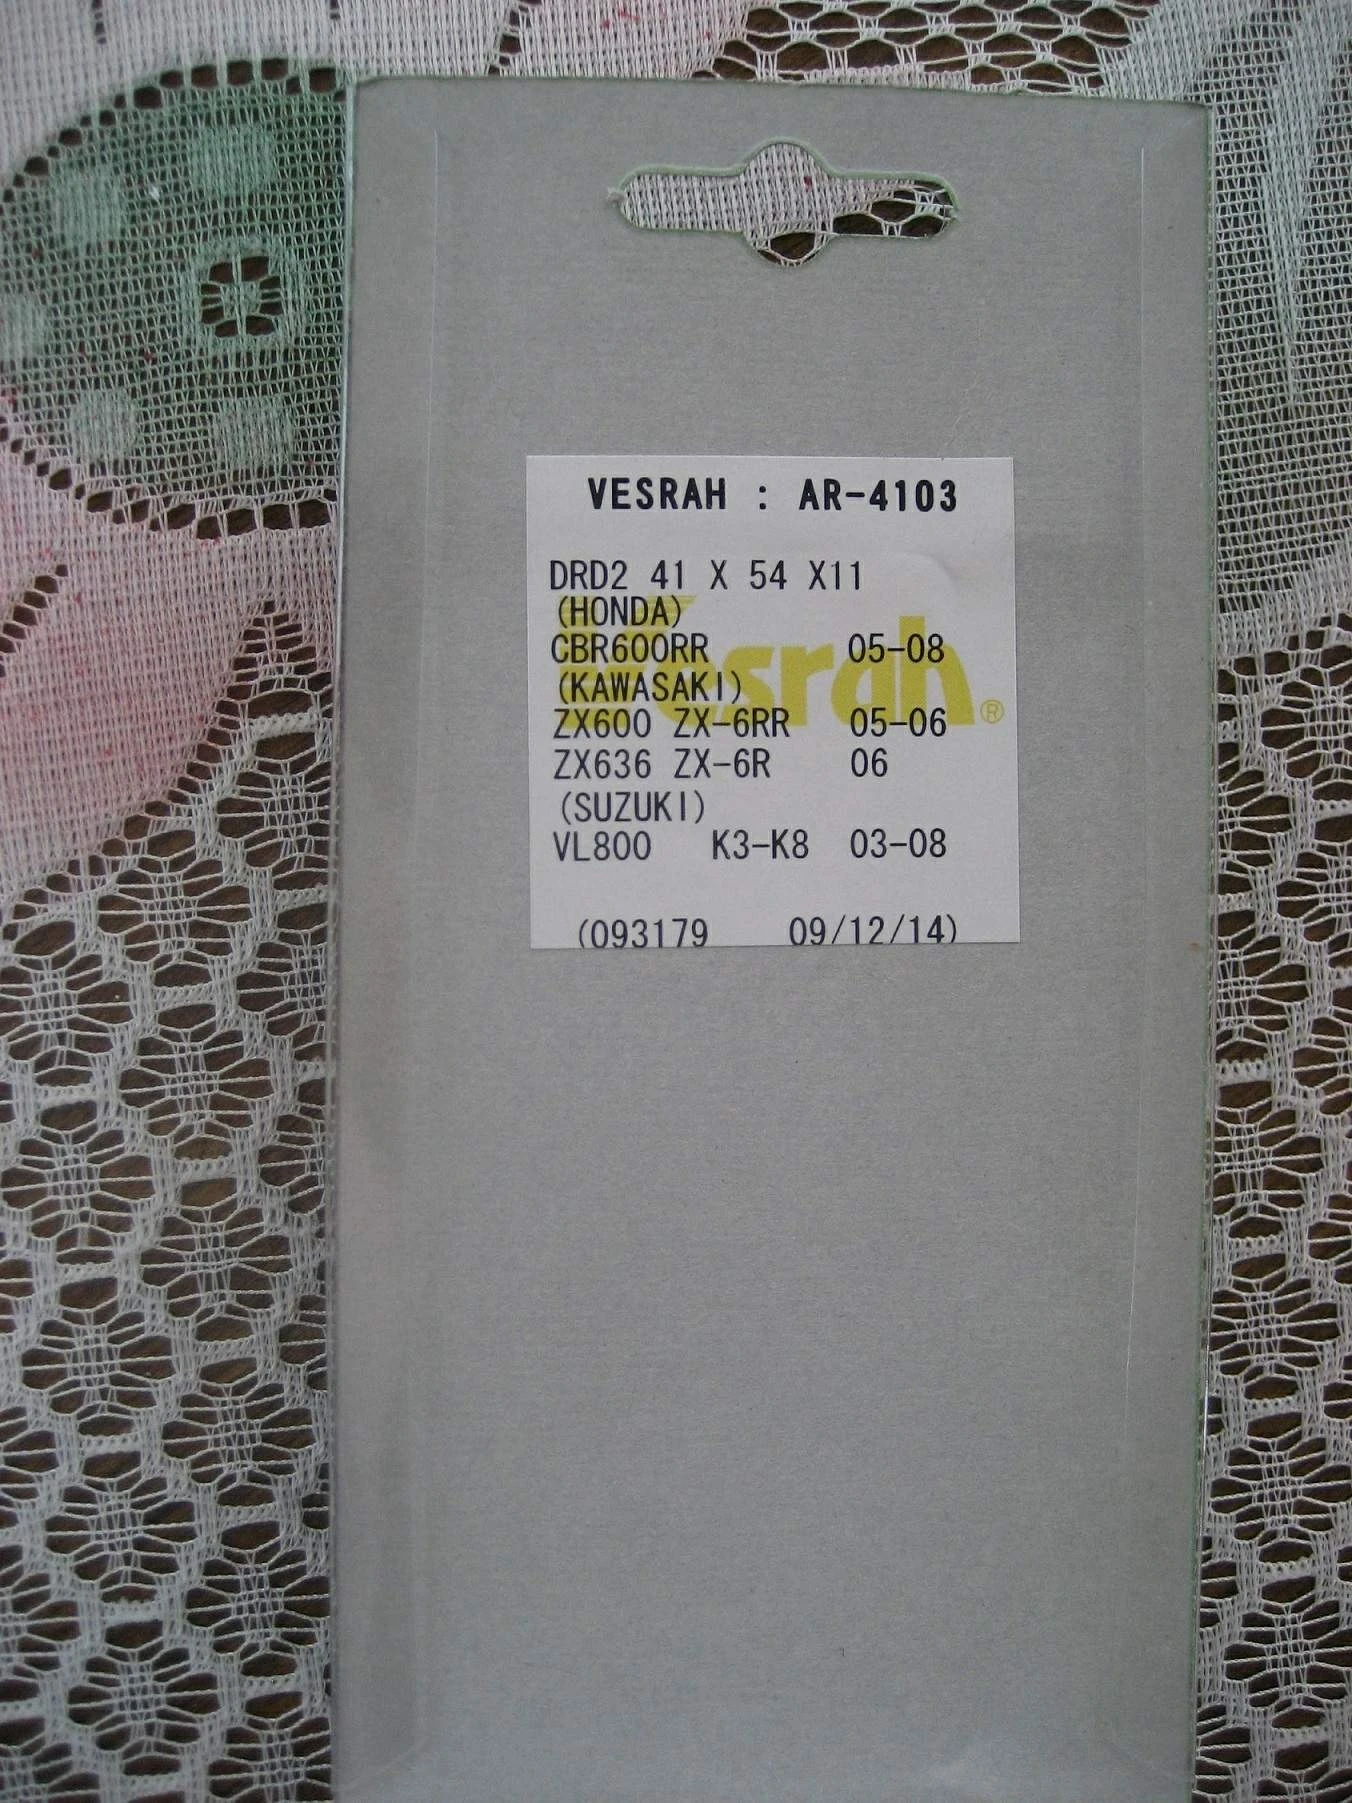 VESRAH : AR-4103
DRD2 41 X 54 X11
(HONDA)
CBR600RR 05-08
(KAWASAKI)
ZX600 ZX-6RR 05-06
ZX636 ZX-6R 06
(SUZUKI)
VL800 K3-K8 03-08
(093179 09/12/14)
Vesrah®